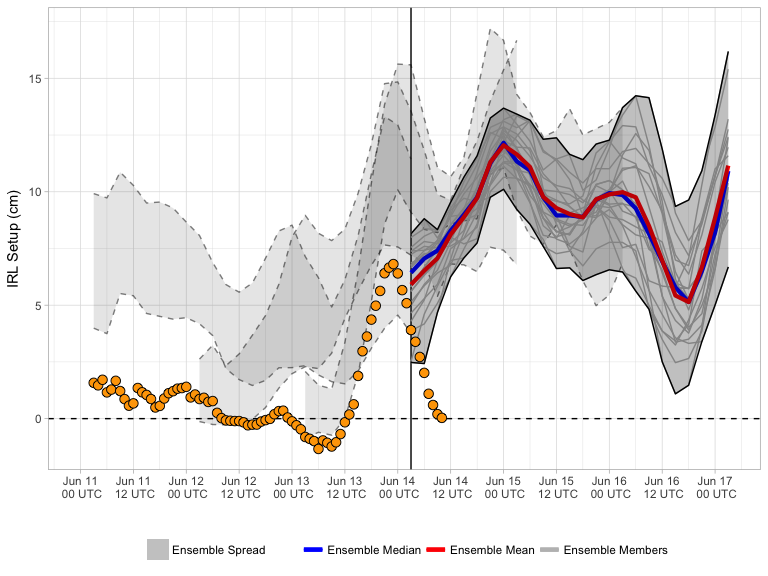 IRL Setup (cm)
15
10
5
0
Jun 11 Jun 11 Jun 12 Jun 12 Jun 13 Jun 13 Jun 14 Jun 14 Jun 15 Jun 15 Jun 16 Jun 16 Jun 17
00 UTC 12 UTC 00 UTC 12 UTC 00 UTC 12 UTC 00 UTC 12 UTC 00 UTC 12 UTC 00 UTC 12 UTC 00 UTC
Ensemble Spread Ensemble Median Ensemble Mean Ensemble Members